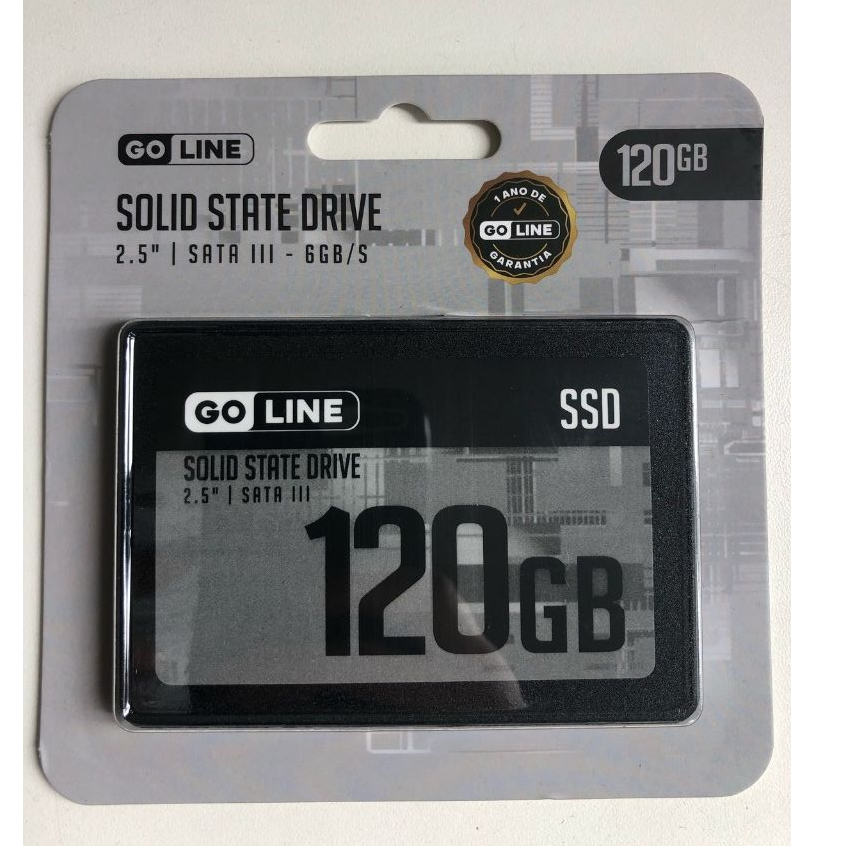 GO LINE
SOLID STATE DRIVE
2.5" | SATA III - 6GB/S
1 ANO DE
GO LINE
GARANTIA
120GB
GO LINE
SSD
SOLID STATE DRIVE
2.5" | SATA III
120GB